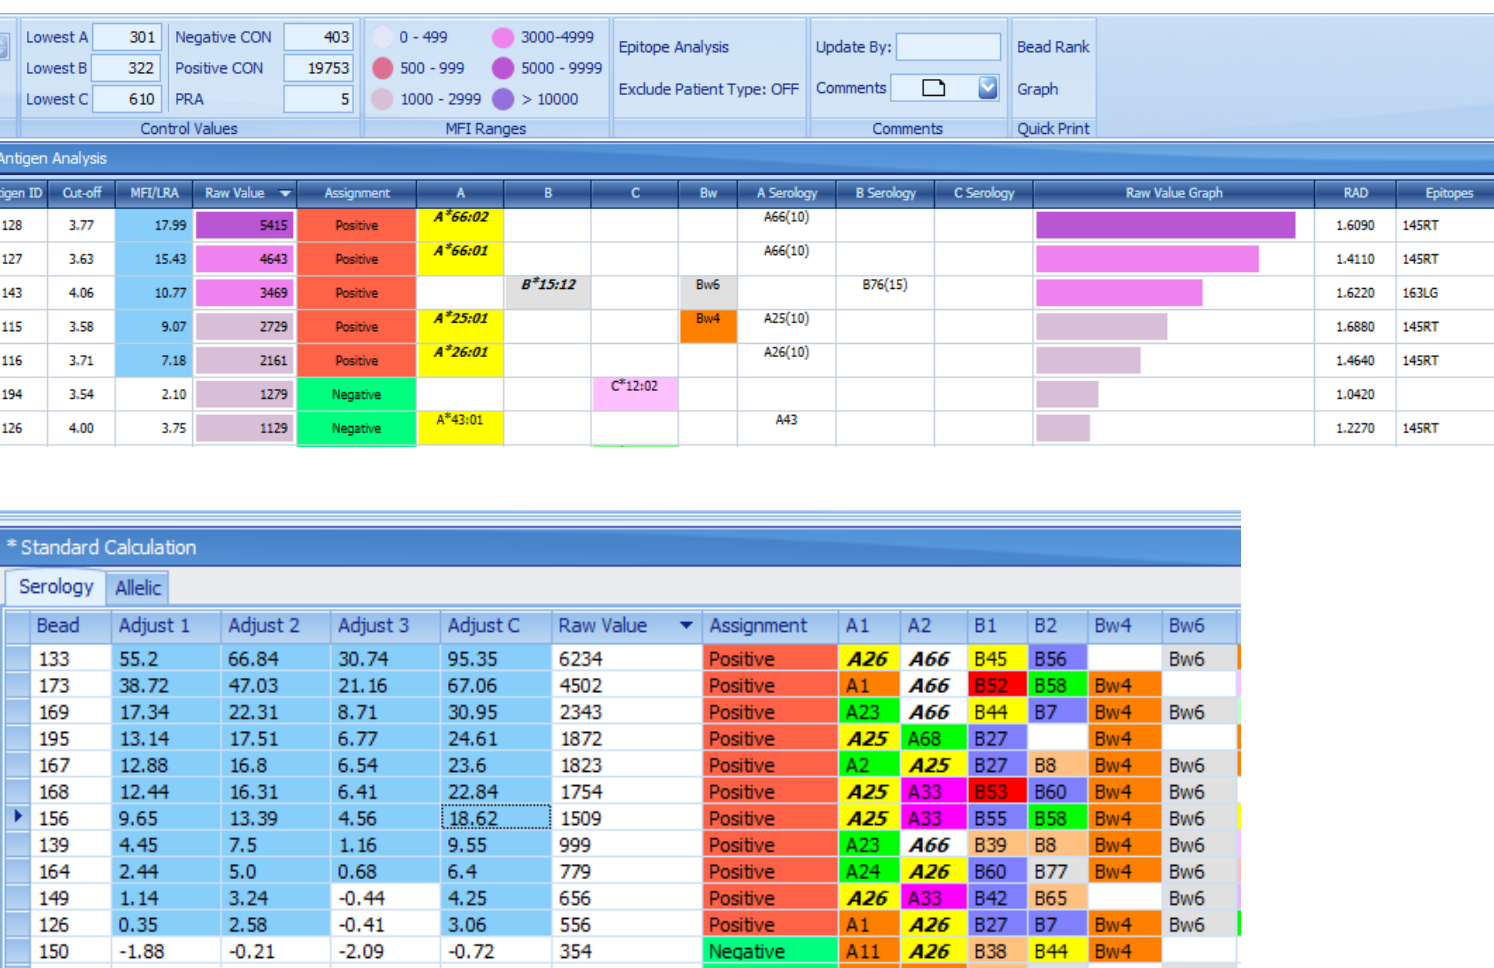 Lowest A 301 Negative CON 403 0 - 499 3000-4999
Lowest B 322 Positive CON 19753 500 - 999 5000 - 9999
Lowest C 610 PRA 5 1000 - 2999 > 10000
Epitope Analysis Update By: Bead Rank
Exclude Patient Type: OFF Comments Graph
Control Values MFI Ranges Comments Quick Print
Antigen Analysis
tigen ID Cut-off MFI/LRA Raw Value Assignment A B C Bw A Serology B Serology C Serology Raw Value Graph RAD Epitopes
128 3.77 17.99 5415 Positive A*66:02 A66(10) 1.6090 145RT
127 3.63 15.43 4643 Positive A*66:01 A66(10) 1.4110 145RT
143 4.06 10.77 3469 Positive B*15:12 Bw6 B76(15) 1.6220 163LG
115 3.58 9.07 2729 Positive A*25:01 Bw4 A25(10) 1.6880 145RT
116 3.71 7.18 2161 Positive A*26:01 A26(10) 1.4640 145RT
194 3.54 2.10 1279 Negative C*12:02 1.0420
126 4.00 3.75 1129 Negative A*43:01 A43 1.2270 145RT
* Standard Calculation
Serology Allelic
Bead Adjust 1 Adjust 2 Adjust 3 Adjust C Raw Value Assignment A1 A2 B1 B2 Bw4 Bw6
133 55.2 66.84 30.74 95.35 6234 Positive A26 A66 B45 B56 Bw6
173 38.72 47.03 21.16 67.06 4502 Positive A1 A66 B52 B58 Bw4
169 17.34 22.31 8.71 30.95 2343 Positive A23 A66 B44 B7 Bw4 Bw6
195 13.14 17.51 6.77 24.61 1872 Positive A25 A68 B27 Bw4
167 12.88 16.8 6.54 23.6 1823 Positive A2 A25 B27 B8 Bw4 Bw6
168 12.44 16.31 6.41 22.84 1754 Positive A25 A33 B53 B60 Bw4 Bw6
156 9.65 13.39 4.56 18.62 1509 Positive A25 A33 B55 B58 Bw4 Bw6
139 4.45 7.5 1.16 9.55 999 Positive A23 A66 B39 B8 Bw4 Bw6
164 2.44 5.0 0.68 6.4 779 Positive A24 A26 B60 B77 Bw4 Bw6
149 1.14 3.24 -0.44 4.25 656 Positive A26 A33 B42 B65 Bw6
126 0.35 2.58 -0.41 3.06 556 Positive A1 A26 B27 B7 Bw4 Bw6
150 -1.88 -0.21 -2.09 -0.72 354 Negative A11 A26 B38 B44 Bw4